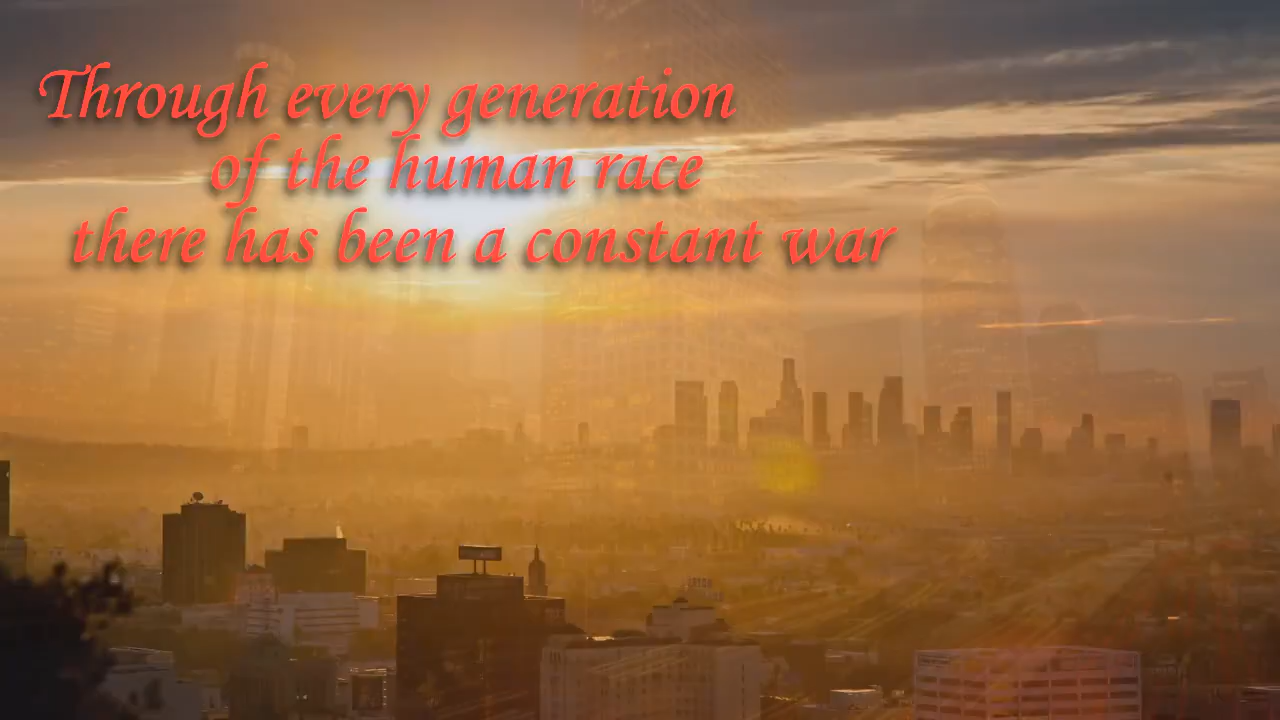 Through every generation
of the human race
there has been a constant war